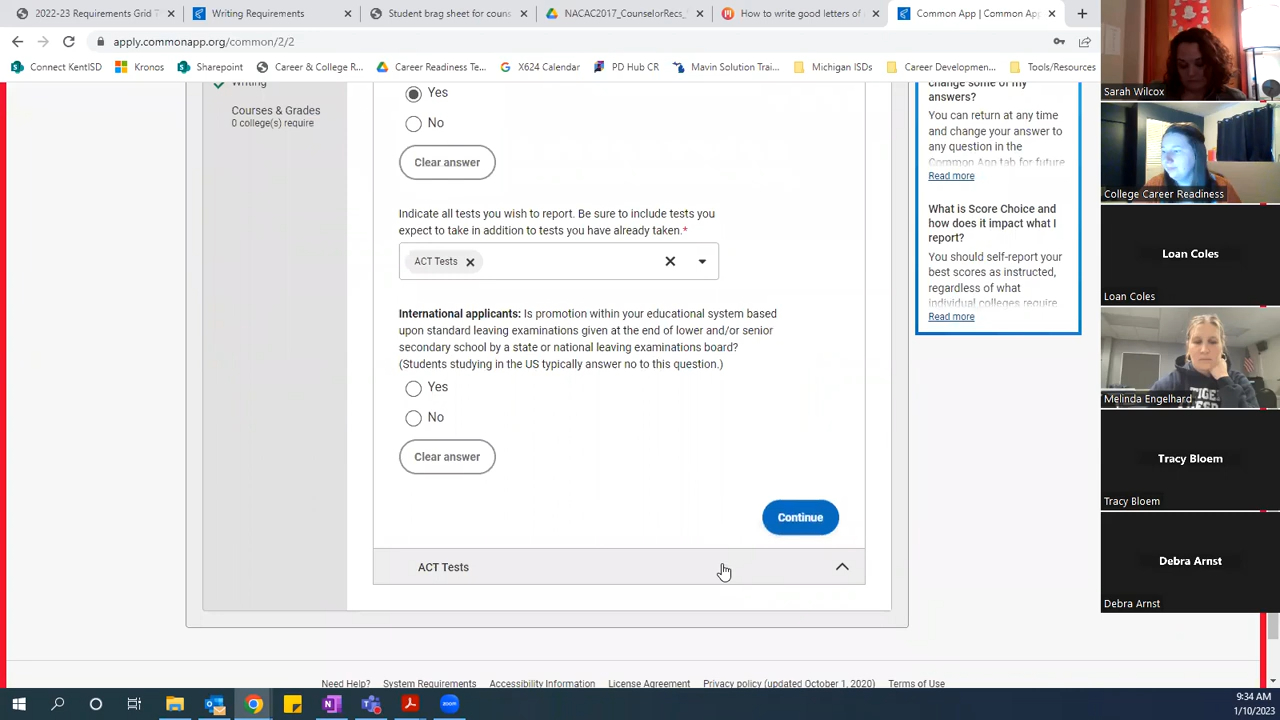 2022-23 Requirements Grid
Writing Requirements
Student brag sheet for
NACAC2017_CounselorRecs_
How to write good letters of
Common App | Common App
apply.commonapp.org/common/2/2
Connect KentISD
Kronos
Sharepoint
Career & College R...
Career Readiness Te...
X624 Calendar
PD Hub CR
Mavin Solution Trai...
Michigan ISDs
Career Developmen...
Tools/Resources
Writing
Courses & Grades
0 college(s) require
Yes
No
Clear answer
Indicate all tests you wish to report. Be sure to include tests you
expect to take in addition to tests you have already taken.*
ACT Tests
International applicants: Is promotion within your educational system based
upon standard leaving examinations given at the end of lower and/or senior
secondary school by a state or national leaving examinations board?
(Students studying in the US typically answer no to this question.)
Yes
No
Clear answer
Continue
ACT Tests
change some of my
answers?
You can return at any time
and change your answer to
any question in the
Common App tab for future
Read more
What is Score Choice and
how does it impact what I
report?
You should self-report your
best scores as instructed,
regardless of what
individual colleges require.
Read more
Need Help?
System Requirements
Accessibility Information
License Agreement
Privacy policy (updated October 1, 2020)
Terms of Use
Sarah Wilcox
College Career Readiness
Loan Coles
Loan Coles
Melinda Engelhard
Tracy Bloem
Tracy Bloem
Debra Arnst
Debra Arnst
zoom
9:34 AM
1/10/2023